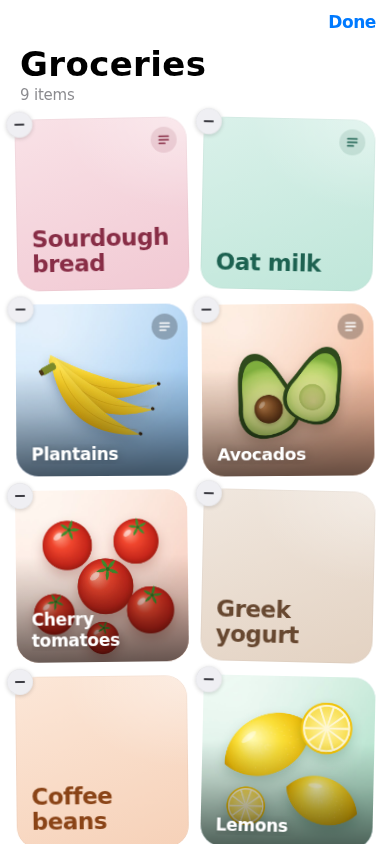 Done
Groceries
9 items
Sourdough
bread
Oat milk
Plantains
Avocados
Cherry
tomatoes
Greek
yogurt
Coffee
beans
Lemons